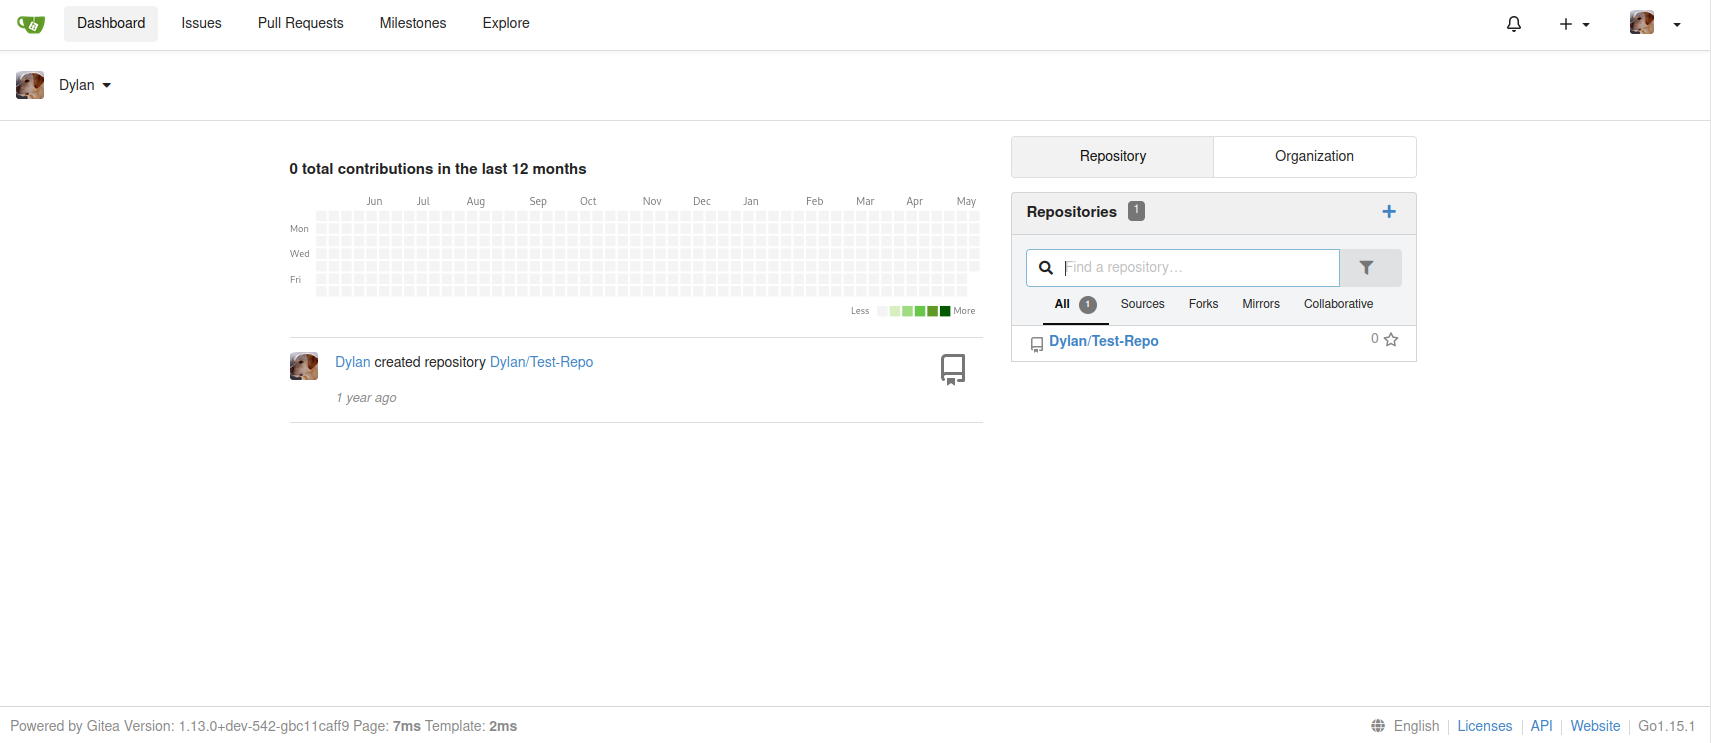 Dashboard Issues Pull Requests Milestones Explore
Dylan
0 total contributions in the last 12 months
Jun Jul Aug Sep Oct Nov Dec Jan Feb Mar Apr May
Mon
Wed
Fri
Less More
Dylan created repository Dylan/Test-Repo
1 year ago
Repository Organization
Repositories 1
Find a repository...
All 1 Sources Forks Mirrors Collaborative
Dylan/Test-Repo 0
Powered by Gitea Version: 1.13.0+dev-542-gbc11caff9 Page: 7ms Template: 2ms
English Licenses API Website Go1.15.1